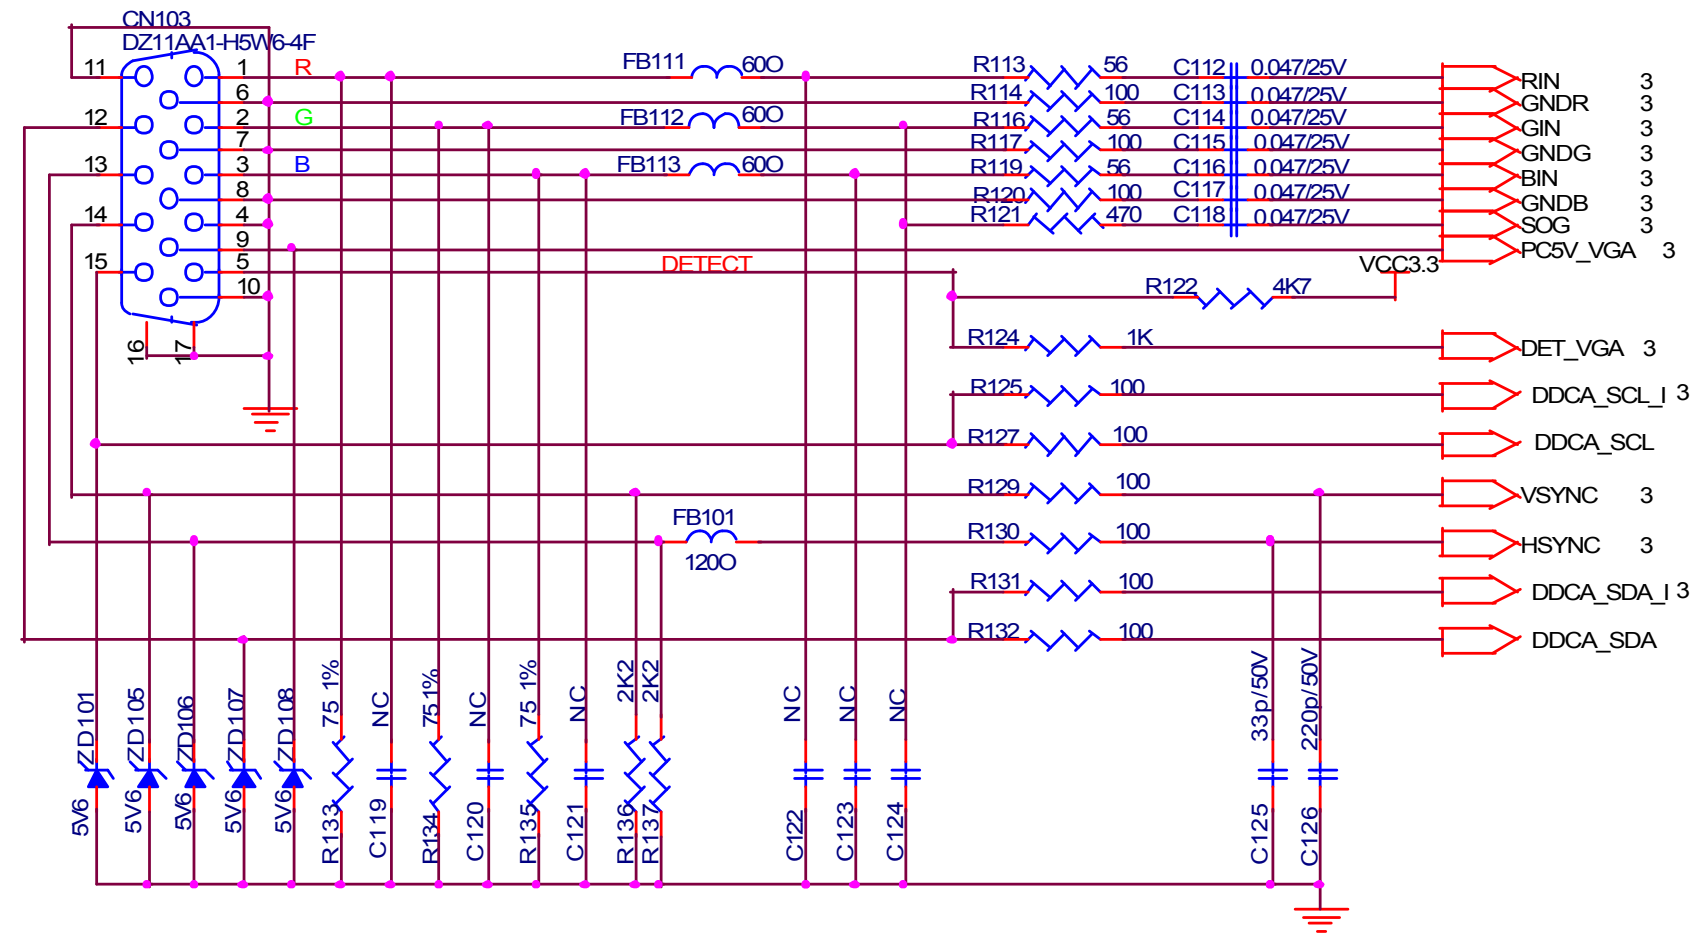 CN103
DZ11AA1-H5W6-4F
11 1 R FB111 60O R113 56 C112 0.047/25V RIN 3
6 R114 100 C113 0.047/25V GNDR 3
12 2 G FB112 60O R116 56 C114 0.047/25V GIN 3
7 R117 100 C115 0.047/25V GNDG 3
13 3 B FB113 60O R119 56 C116 0.047/25V BIN 3
8 R120 100 C117 0.047/25V GNDB 3
14 4 R121 470 C118 0.047/25V SOG 3
9 PC5V_VGA 3
15 5 DETECT VCC3.3
10 R122 4K7
16 17 R124 1K DET_VGA 3
R125 100 DDCA_SCL_I 3
R127 100 DDCA_SCL
R129 100 VSYNC 3
FB101 R130 100 HSYNC 3
120O
R131 100 DDCA_SDA_I 3
R132 100 DDCA_SDA
ZD101
5V6
ZD105
5V6
ZD106
5V6
ZD107
5V6
ZD108
5V6
75 1%
R133
NC
C119
75 1%
R134
NC
C120
75 1%
R135
NC
C121
2K2
R136
2K2
R137
NC
C122
NC
C123
NC
C124
33p/50V
C125
220p/50V
C126